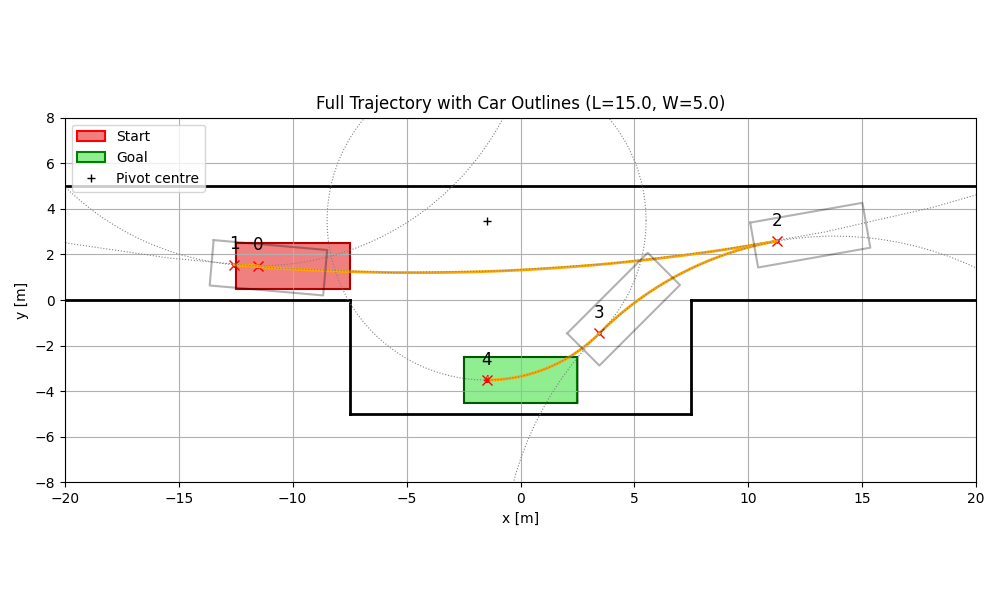 Full Trajectory with Car Outlines (L=15.0, W=5.0)
8
6
4
2
0
−2
−4
−6
−8
y [m]
Start
Goal
Pivot centre
1 0
2
3
4
−20 −15 −10 −5 0 5 10 15 20
x [m]